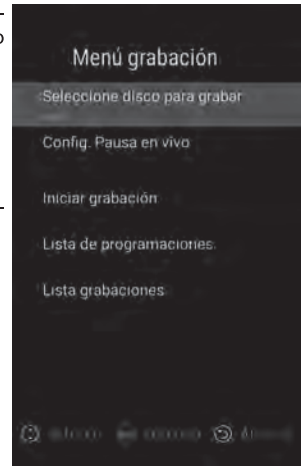 Menú grabación
Seleccione disco para grabar
Config. Pausa en vivo
Iniciar grabación
Lista de programaciones
Lista grabaciones